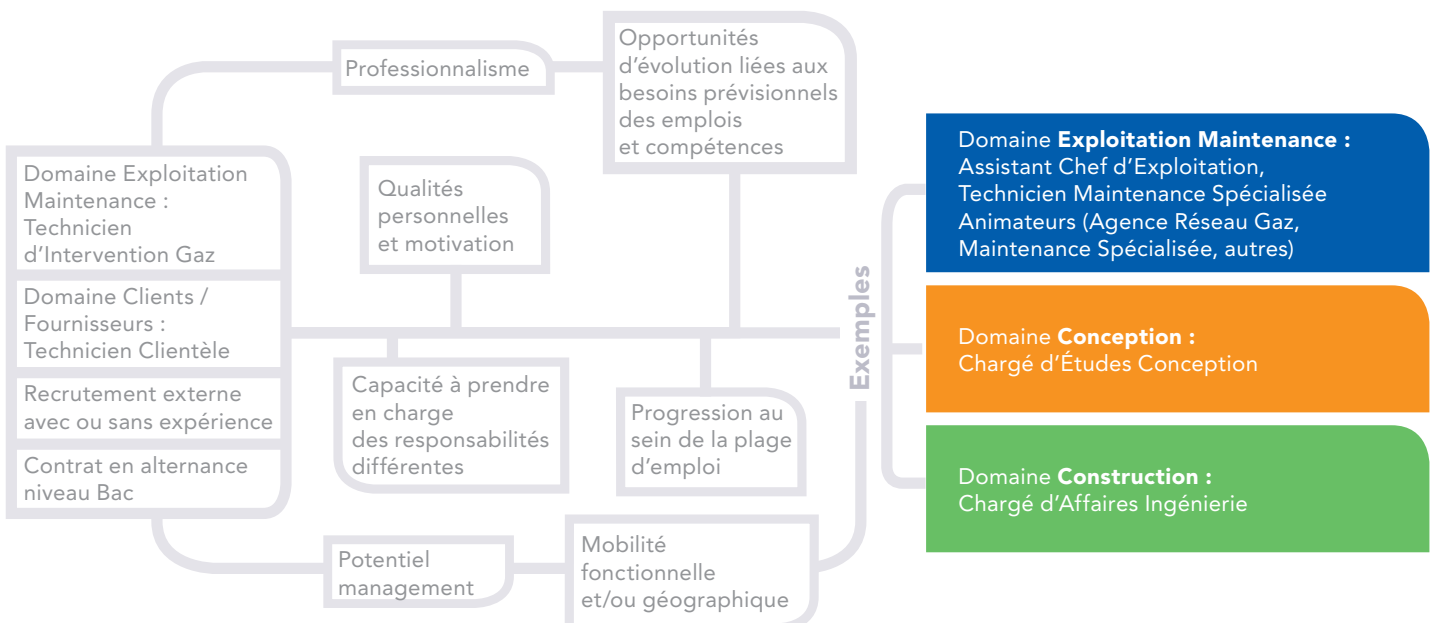 Professionnalisme
Opportunités
d'évolution liées aux
besoins prévisionnels
des emplois
et compétences
Domaine Exploitation
Maintenance :
Technicien
d'Intervention Gaz
Domaine Clients /
Fournisseurs :
Technicien Clientèle
Recrutement externe
avec ou sans expérience
Contrat en alternance
niveau Bac
Qualités
personnelles
et motivation
Capacité à prendre
en charge
des responsabilités
différentes
Progression au
sein de la plage
d'emploi
Potentiel
management
Mobilité
fonctionnelle
et/ou géographique
Exemples
Domaine Exploitation Maintenance :
Assistant Chef d'Exploitation,
Technicien Maintenance Spécialisée
Animateurs (Agence Réseau Gaz,
Maintenance Spécialisée, autres)
Domaine Conception :
Chargé d'Études Conception
Domaine Construction :
Chargé d'Affaires Ingénierie